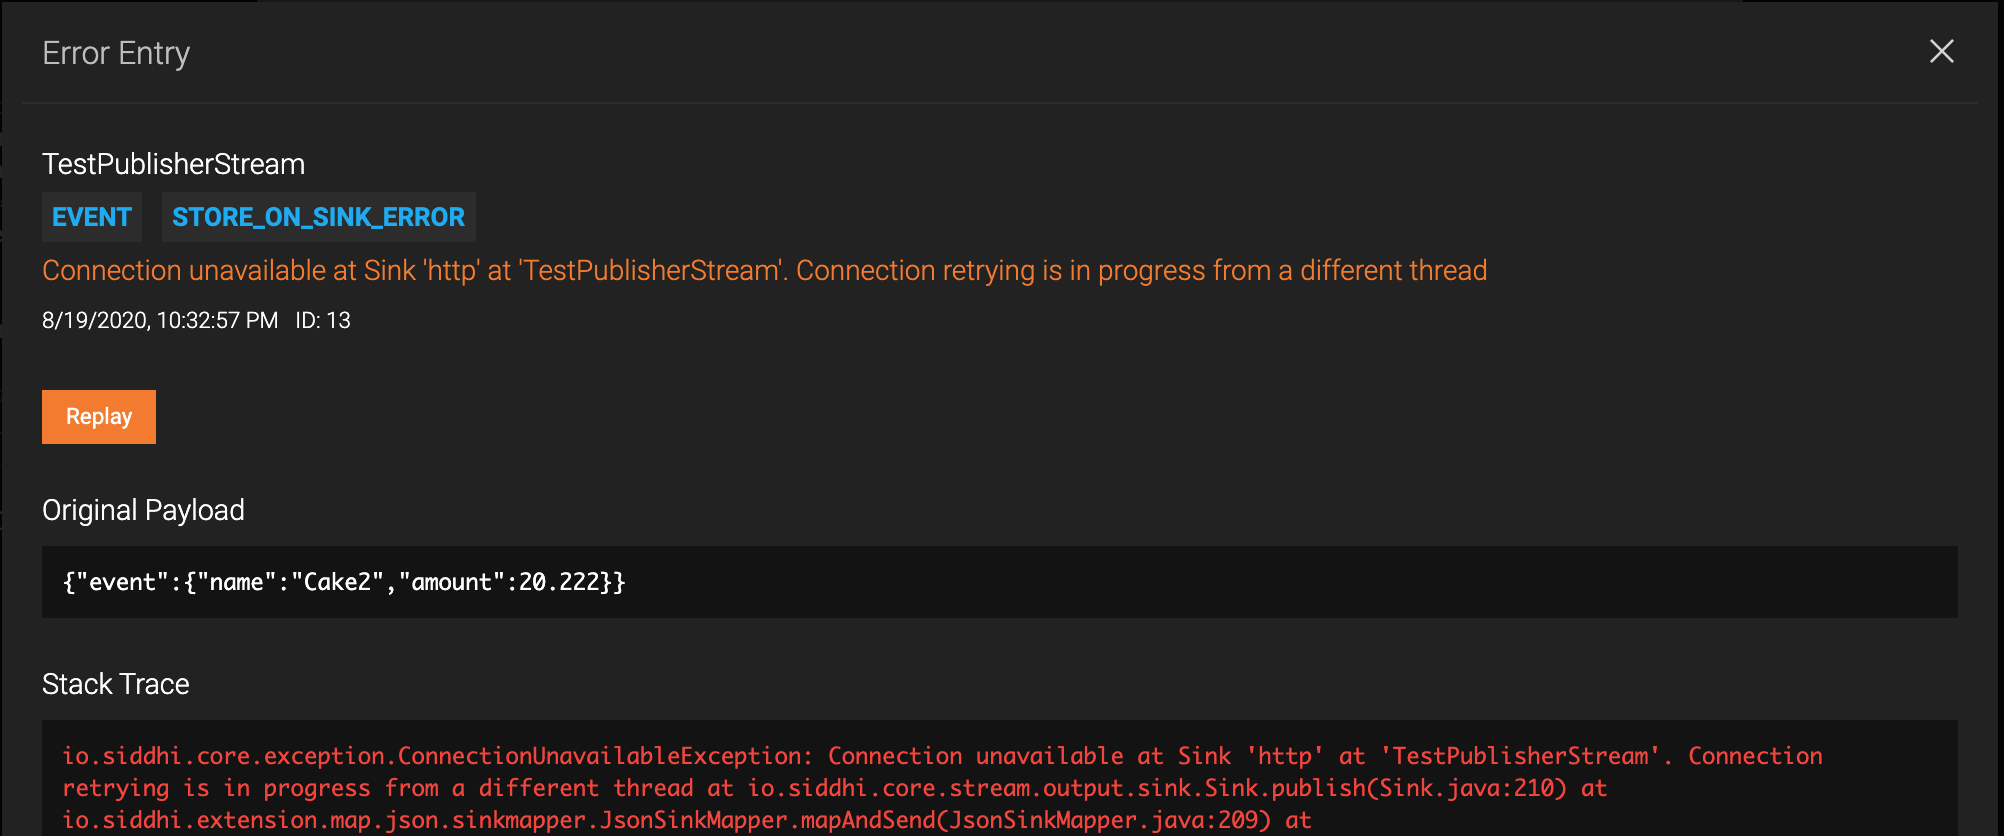 Error Entry
TestPublisherStream
EVENT STORE_ON_SINK_ERROR
Connection unavailable at Sink 'http' at 'TestPublisherStream'. Connection retrying is in progress from a different thread
8/19/2020, 10:32:57 PM ID: 13
Replay
Original Payload
{"event":{"name":"Cake2","amount":20.222}}
Stack Trace
io.siddhi.core.exception.ConnectionUnavailableException: Connection unavailable at Sink 'http' at 'TestPublisherStream'. Connection
retrying is in progress from a different thread at io.siddhi.core.stream.output.sink.Sink.publish(Sink.java:210) at
io.siddhi.extension.map.json.sinkmapper.JsonSinkMapper.mapAndSend(JsonSinkMapper.java:209) at